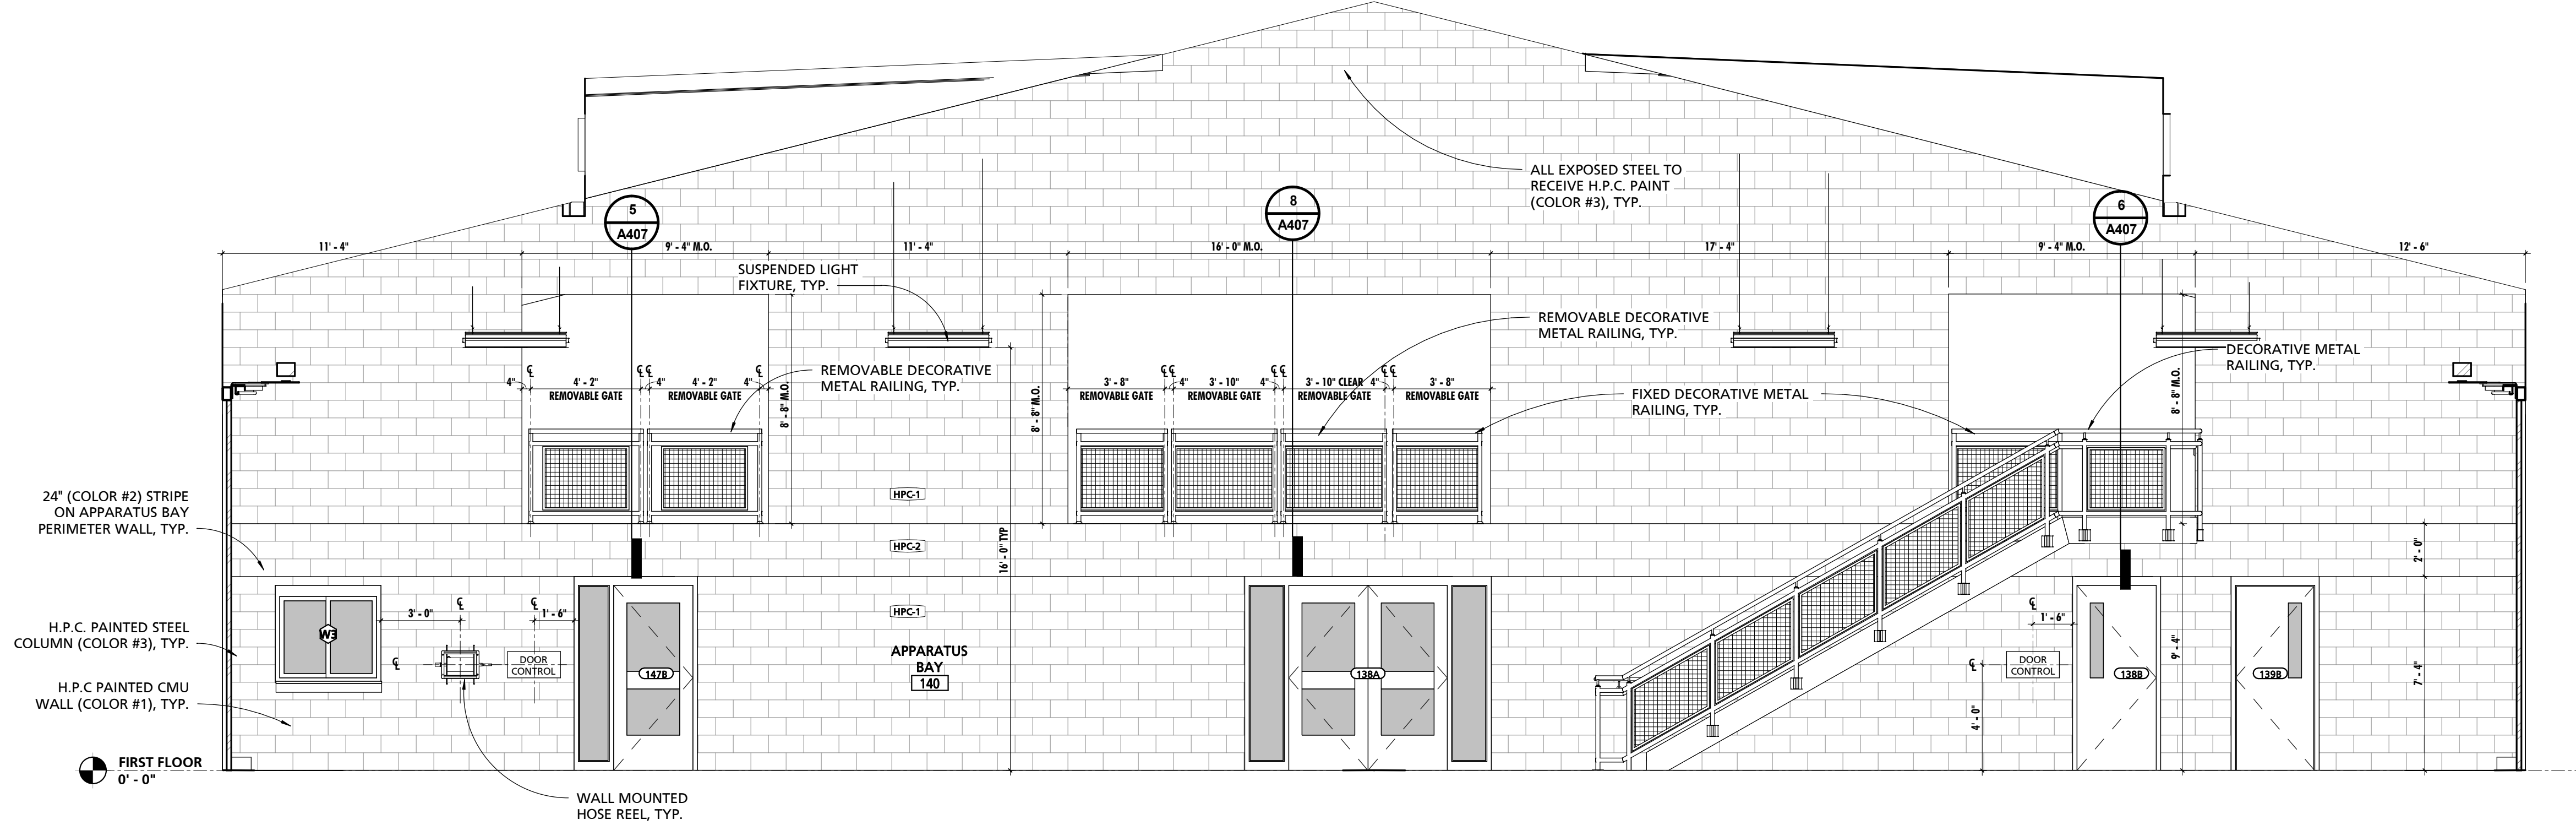 ALL EXPOSED STEEL TO
RECEIVE H.P.C. PAINT
(COLOR #3), TYP.
5
A407
8
A407
6
A407
11' - 4"
9' - 4" M.O.
11' - 4"
16' - 0" M.O.
17' - 4"
9' - 4" M.O.
12' - 6"
SUSPENDED LIGHT
FIXTURE, TYP.
REMOVABLE DECORATIVE
METAL RAILING, TYP.
DECORATIVE METAL
RAILING, TYP.
REMOVABLE DECORATIVE
METAL RAILING, TYP.
FIXED DECORATIVE METAL
RAILING, TYP.
℄ ℄ ℄ ℄
4" 4' - 2" 4" 4' - 2" 4"
REMOVABLE GATE REMOVABLE GATE
8' - 8" M.O.
8' - 8" M.O.
℄ ℄ ℄ ℄ ℄ ℄
3' - 8" 4" 3' - 10" 4" 3' - 10" CLEAR 4" 3' - 8"
REMOVABLE GATE REMOVABLE GATE REMOVABLE GATE REMOVABLE GATE
8' - 8" M.O.
24" (COLOR #2) STRIPE
ON APPARATUS BAY
PERIMETER WALL, TYP.
HPC-1
HPC-2
HPC-1
16' - 0" TYP
2' - 0"
H.P.C. PAINTED STEEL
COLUMN (COLOR #3), TYP.
H.P.C PAINTED CMU
WALL (COLOR #1), TYP.
W3
3' - 0"
℄
℄
1' - 6"
℄
DOOR
CONTROL
147B
APPARATUS
BAY
140
138A
℄
1' - 6"
℄
DOOR
CONTROL
4' - 0"
138B
9' - 4"
139B
7' - 4"
FIRST FLOOR
0' - 0"
WALL MOUNTED
HOSE REEL, TYP.